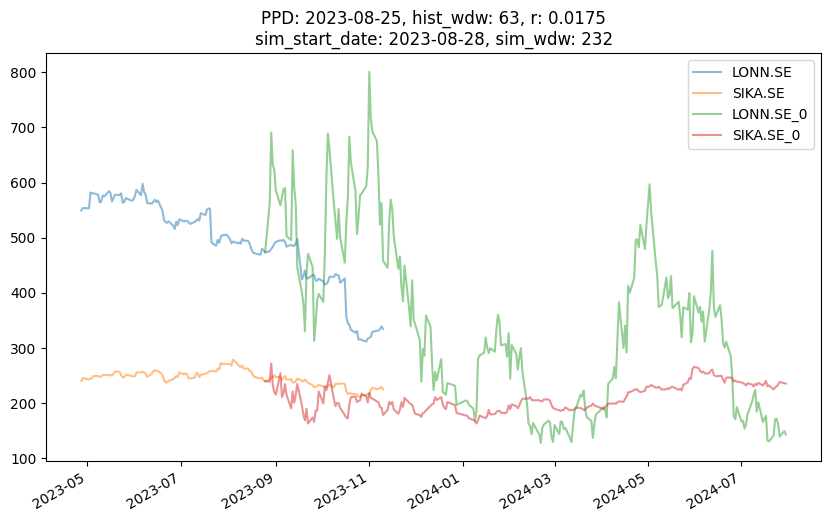 PPD: 2023-08-25, hist_wdw: 63, r: 0.0175
sim_start_date: 2023-08-28, sim_wdw: 232
LONN.SE
SIKA.SE
LONN.SE_0
SIKA.SE_0
800
700
600
500
400
300
200
100
2023-05
2023-07
2023-09
2023-11
2024-01
2024-03
2024-05
2024-07